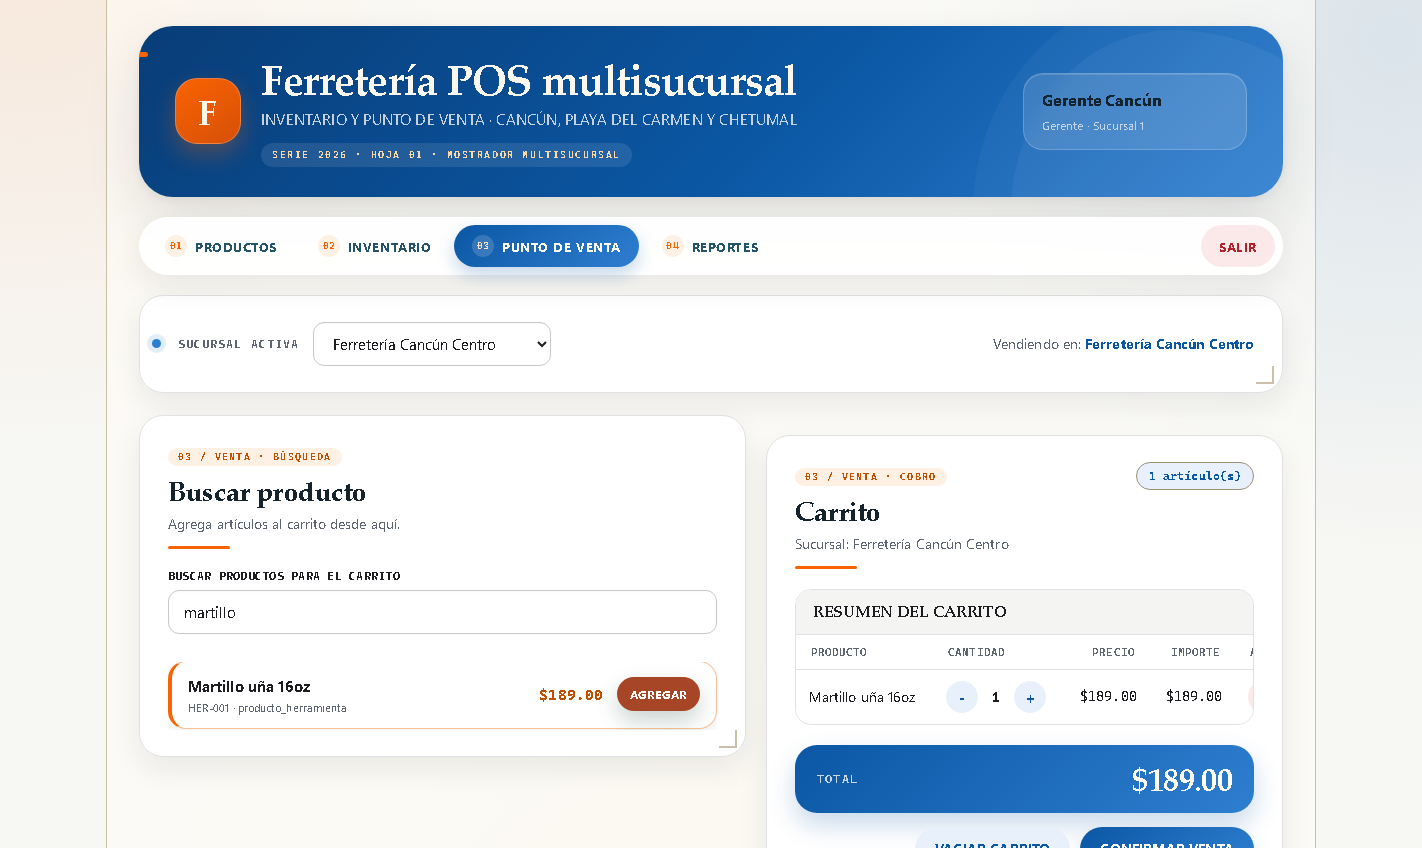 F
Ferretería POS multisucursal
INVENTARIO Y PUNTO DE VENTA · CANCÚN, PLAYA DEL CARMEN Y CHETUMAL
SERIE 2026 · HOJA 01 · MOSTRADOR MULTISUCURSAL
Gerente Cancún
Gerente · Sucursal 1
01 PRODUCTOS 02 INVENTARIO 03 PUNTO DE VENTA 04 REPORTES SALIR
SUCURSAL ACTIVA Ferretería Cancún Centro Vendiendo en: Ferretería Cancún Centro
03 / VENTA · BÚSQUEDA
Buscar producto
Agrega artículos al carrito desde aquí.
BUSCAR PRODUCTOS PARA EL CARRITO
martillo
Martillo uña 16oz
HER-001 · producto_herramienta
$189.00 AGREGAR
03 / VENTA · COBRO 1 artículo(s)
Carrito
Sucursal: Ferretería Cancún Centro
RESUMEN DEL CARRITO
PRODUCTO CANTIDAD PRECIO IMPORTE
Martillo uña 16oz - 1 + $189.00 $189.00
TOTAL $189.00
VACIAR CARRITO CONFIRMAR VENTA